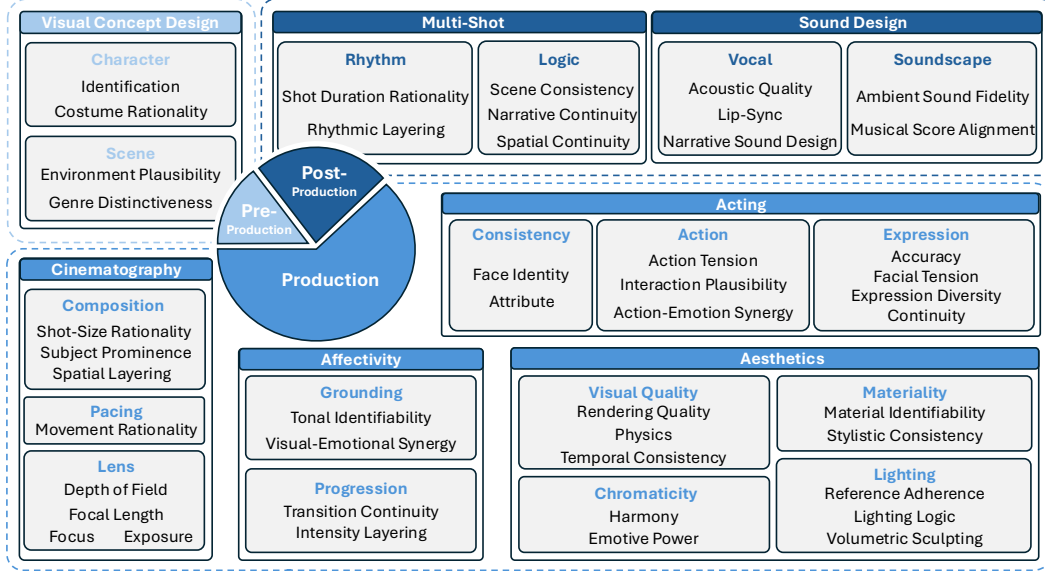 Visual Concept Design
Character
Identification
Costume Rationality
Scene
Environment Plausibility
Genre Distinctiveness
Multi-Shot
Rhythm
Shot Duration Rationality
Rhythmic Layering
Logic
Scene Consistency
Narrative Continuity
Spatial Continuity
Sound Design
Vocal
Acoustic Quality
Lip-Sync
Narrative Sound Design
Soundscape
Ambient Sound Fidelity
Musical Score Alignment
Post-
Production
Pre-
Production
Production
Acting
Consistency
Face Identity
Attribute
Action
Action Tension
Interaction Plausibility
Action-Emotion Synergy
Expression
Accuracy
Facial Tension
Expression Diversity
Continuity
Cinematography
Composition
Shot-Size Rationality
Subject Prominence
Spatial Layering
Pacing
Movement Rationality
Lens
Depth of Field
Focal Length
Focus Exposure
Affectivity
Grounding
Tonal Identifiability
Visual-Emotional Synergy
Progression
Transition Continuity
Intensity Layering
Aesthetics
Visual Quality
Rendering Quality
Physics
Temporal Consistency
Chromaticity
Harmony
Emotive Power
Materiality
Material Identifiability
Stylistic Consistency
Lighting
Reference Adherence
Lighting Logic
Volumetric Sculpting